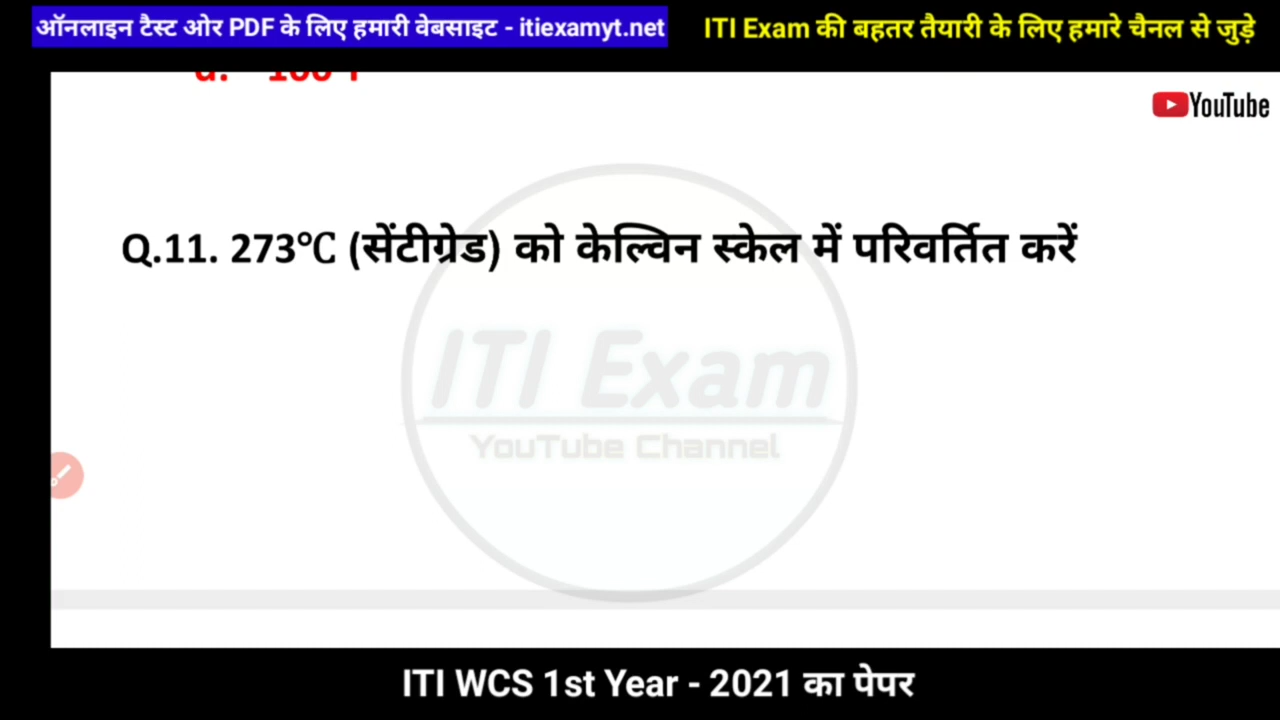 ऑनलाइन टैस्ट ओर PDF के लिए हमारी वेबसाइट - itiexamyt.net
ITI Exam की बहतर तैयारी के लिए हमारे चैनल से जुड़े
YouTube
Q.11. 273℃ (सेंटीग्रेड) को केल्विन स्केल में परिवर्तित करें
ITI Exam
YouTube Channel
ITI WCS 1st Year - 2021 का पेपर